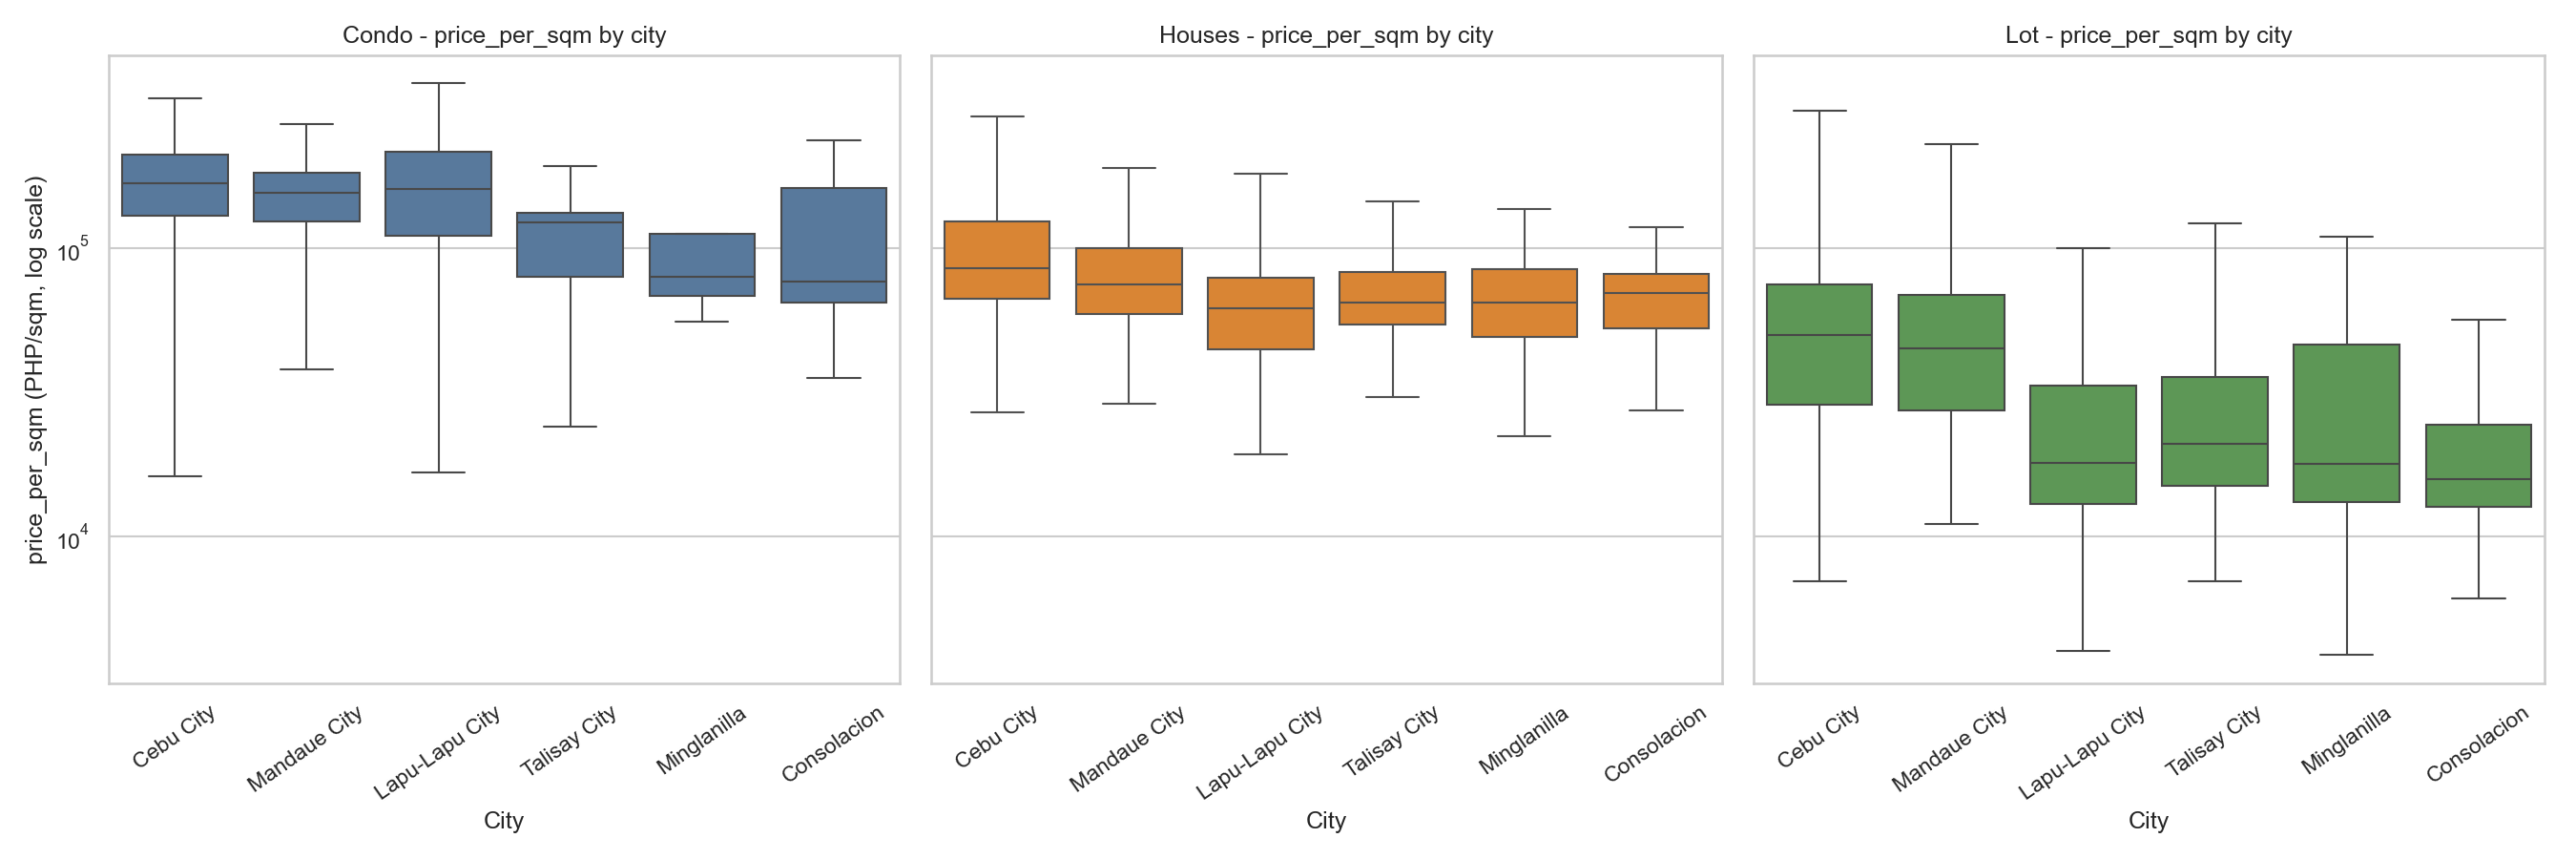 Condo - price_per_sqm by city
Houses - price_per_sqm by city
Lot - price_per_sqm by city
price_per_sqm (PHP/sqm, log scale)
10^5
10^4
Cebu City
Mandaue City
Lapu-Lapu City
Talisay City
Minglanilla
Consolacion
City
Cebu City
Mandaue City
Lapu-Lapu City
Talisay City
Minglanilla
Consolacion
City
Cebu City
Mandaue City
Lapu-Lapu City
Talisay City
Minglanilla
Consolacion
City